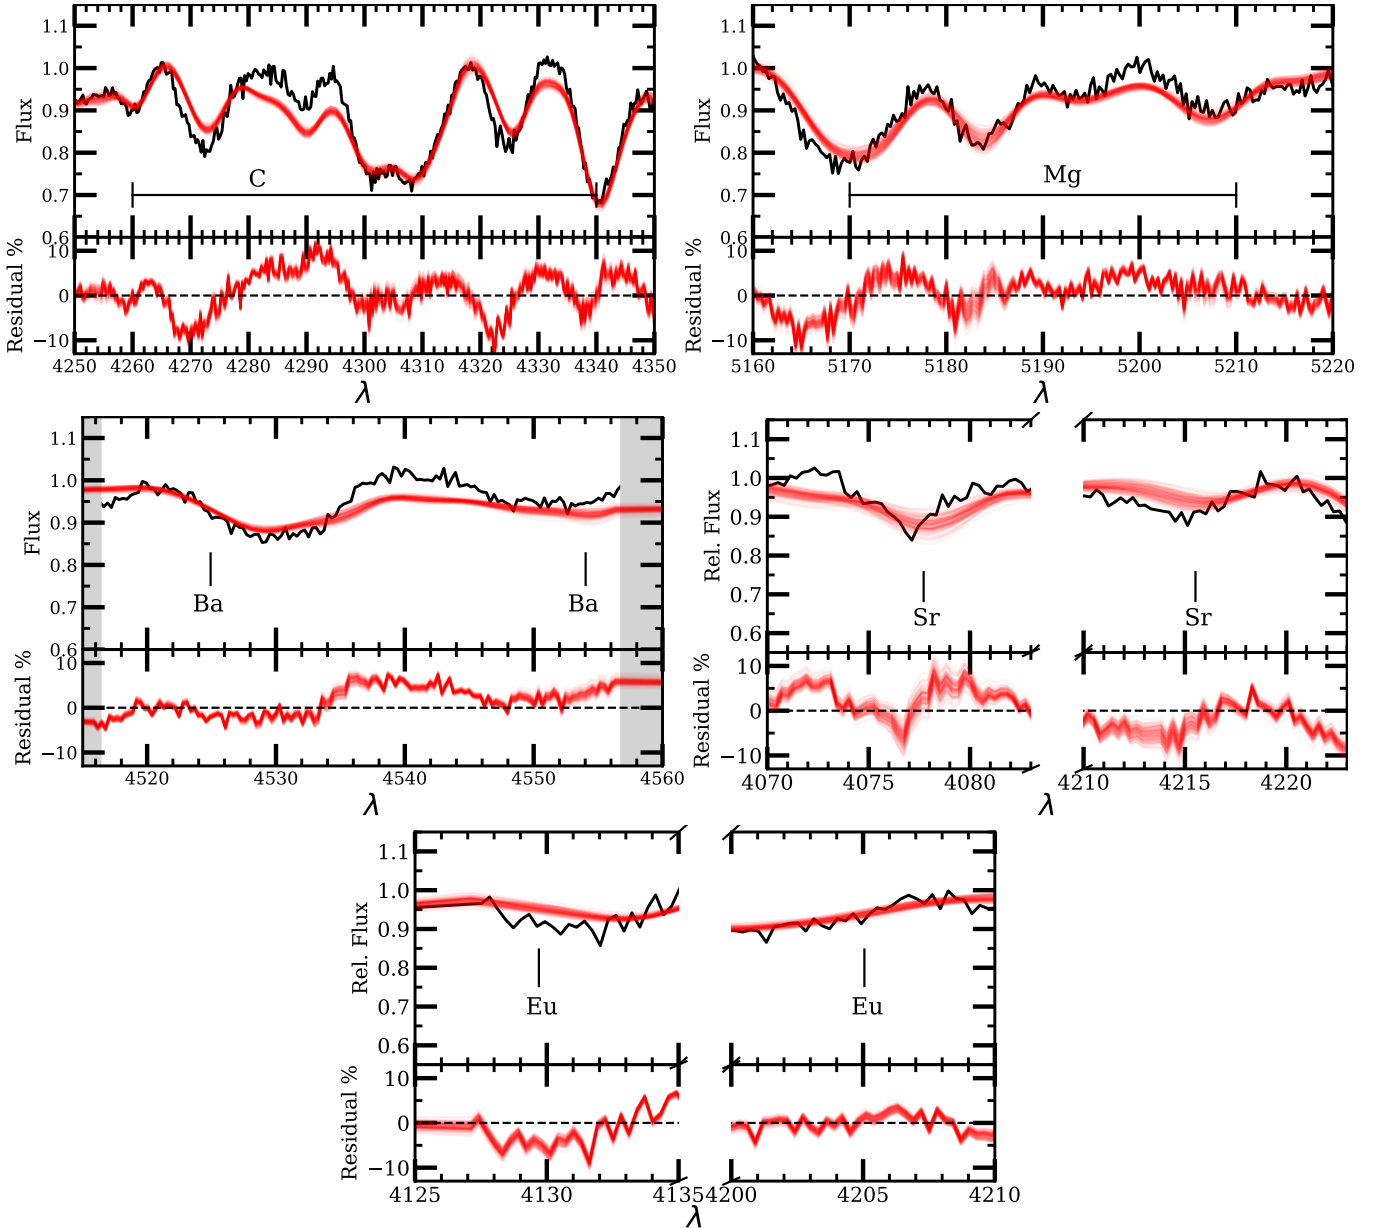 1.1
1.0
0.9
0.8
0.7
0.6
Flux
C
10
0
−10
Residual %
4250 4260 4270 4280 4290 4300 4310 4320 4330 4340 4350
λ
1.1
1.0
0.9
0.8
0.7
0.6
Flux
Mg
10
0
−10
Residual %
5160 5170 5180 5190 5200 5210 5220
λ
1.1
1.0
0.9
0.8
0.7
0.6
Flux
Ba Ba
10
0
−10
Residual %
4520 4530 4540 4550 4560
λ
1.1
1.0
0.9
0.8
0.7
0.6
Rel. Flux
Sr Sr
10
0
−10
Residual %
4070 4075 4080 4210 4215 4220
λ
1.1
1.0
0.9
0.8
0.7
0.6
Rel. Flux
Eu Eu
10
0
−10
Residual %
4125 4130 4135 4200 4205 4210
λ